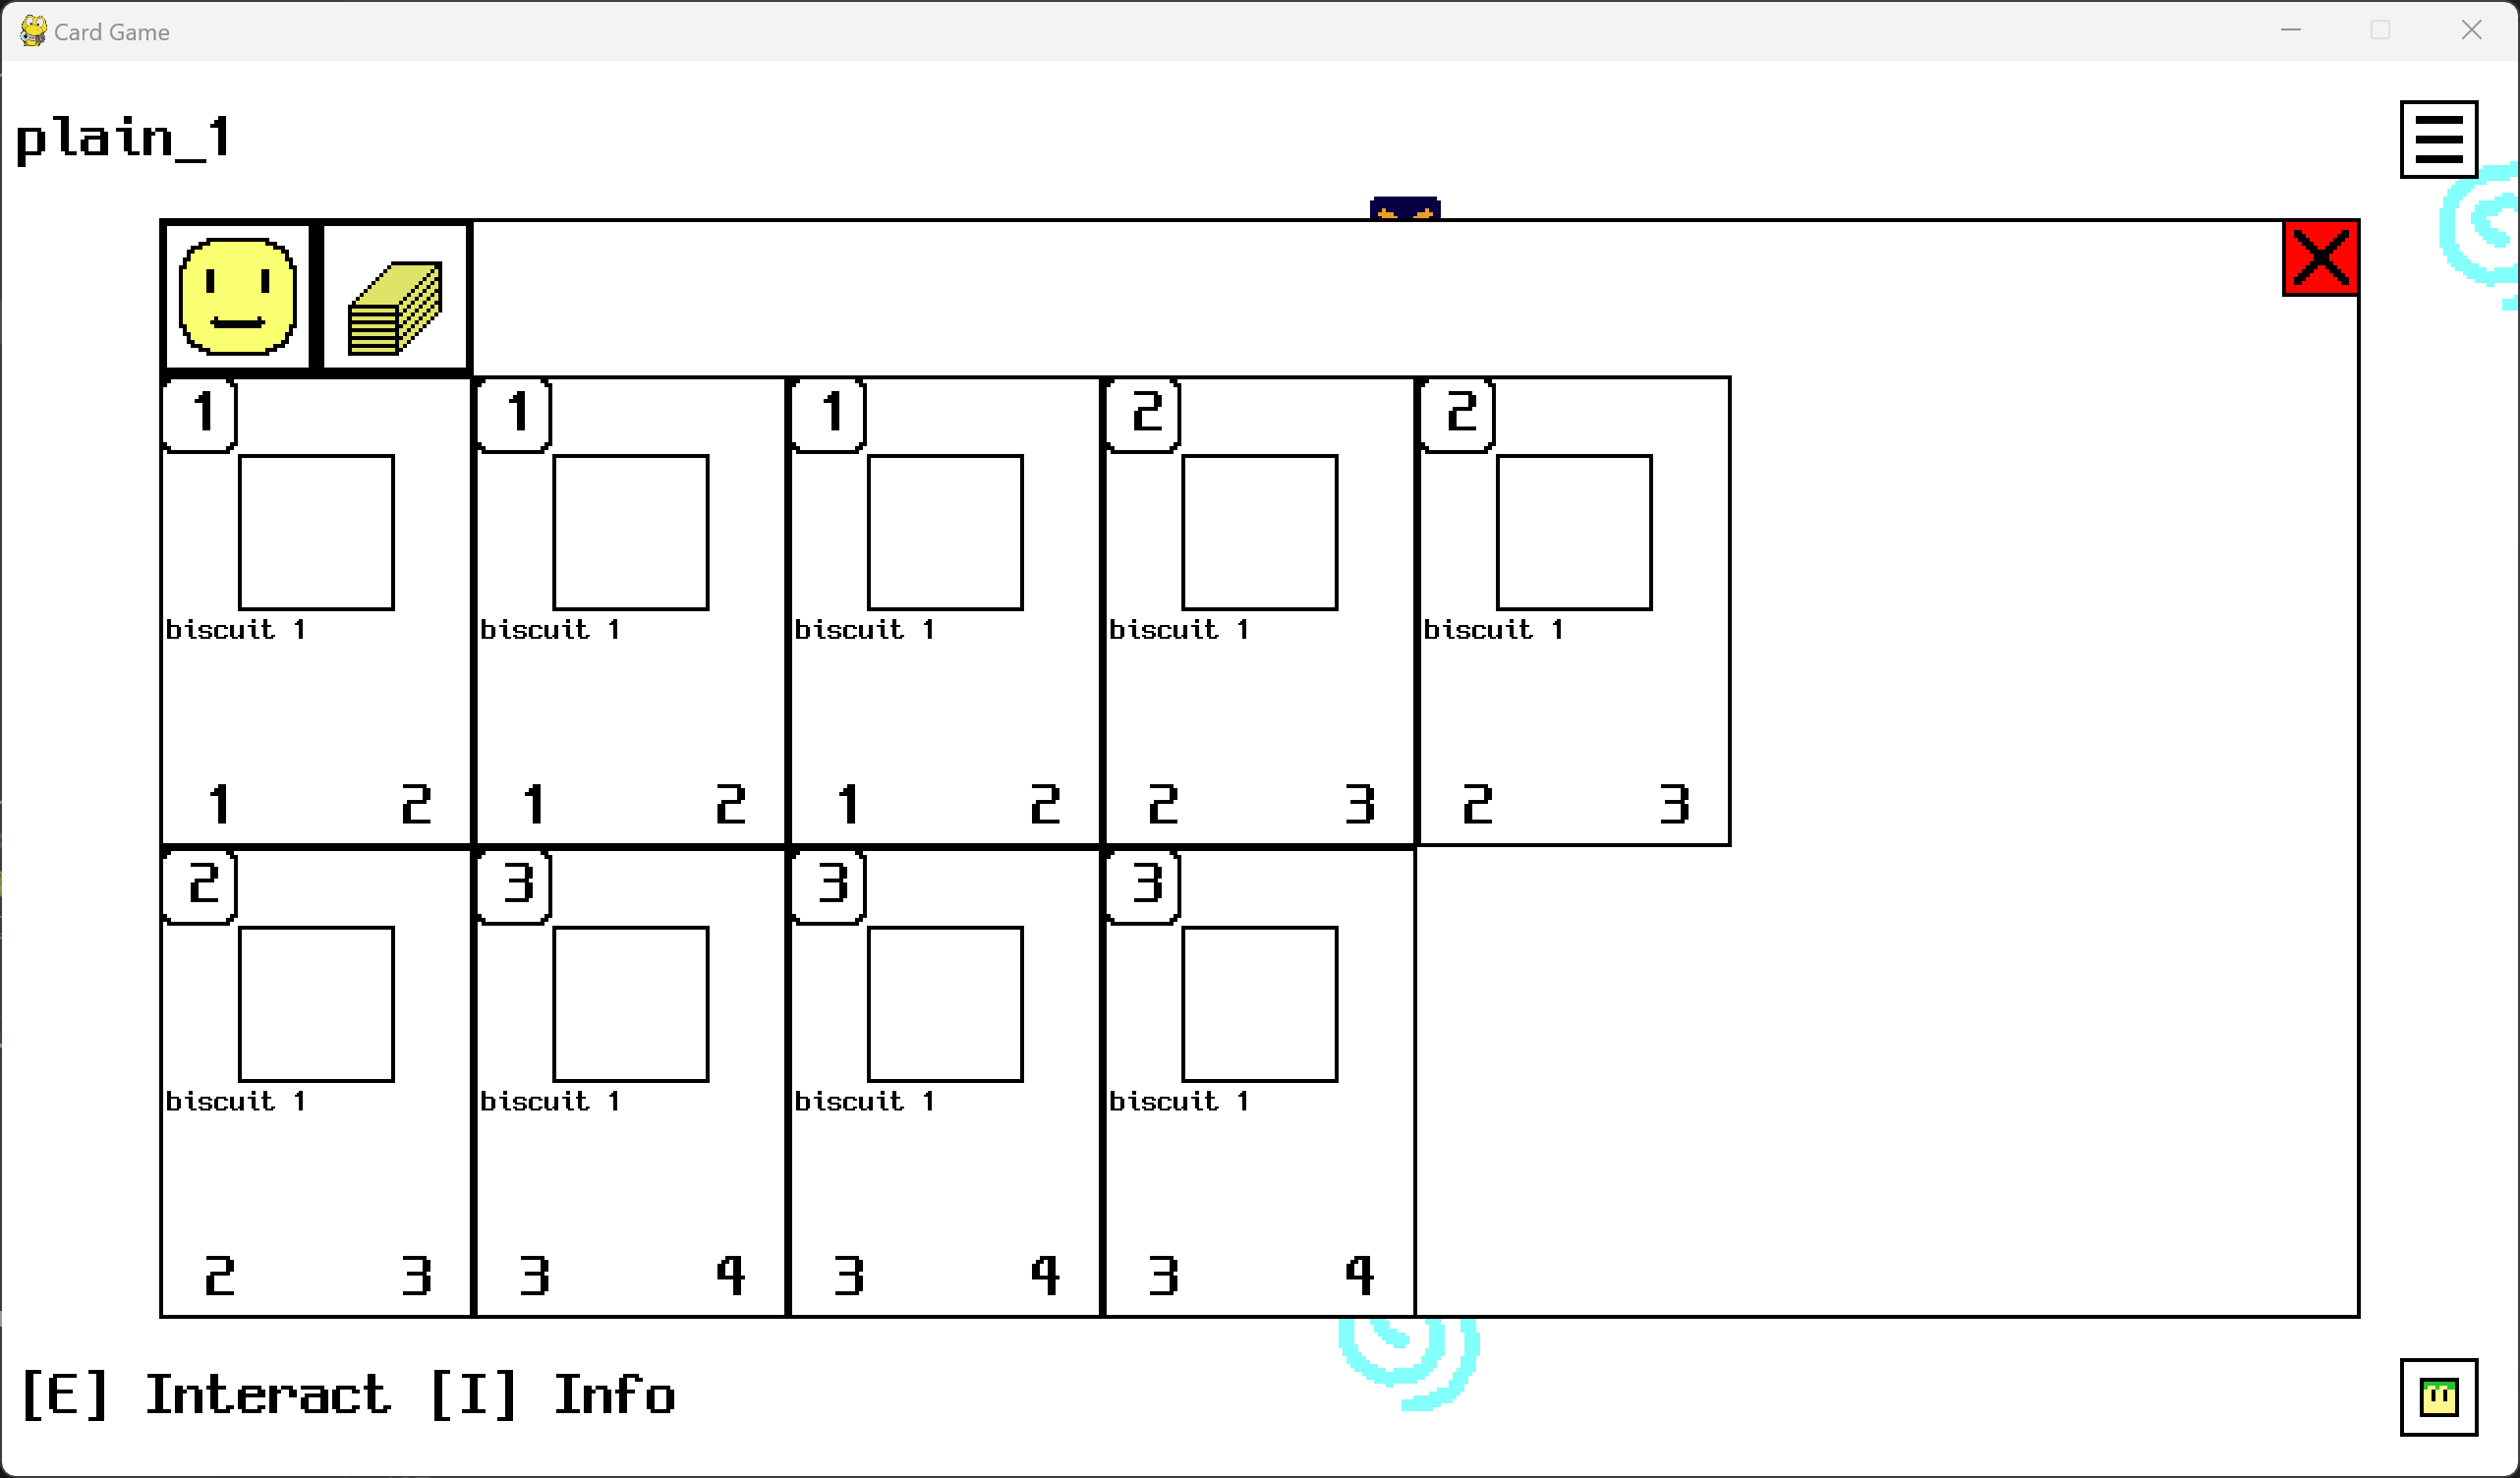 Card Game
plain_1
1 1 1 2 2
biscuit 1 biscuit 1 biscuit 1 biscuit 1 biscuit 1
1 2 1 2 1 2 2 3 2 3
2 3 3 3
biscuit 1 biscuit 1 biscuit 1 biscuit 1
2 3 3 4 3 4 3 4
[E] Interact [I] Info